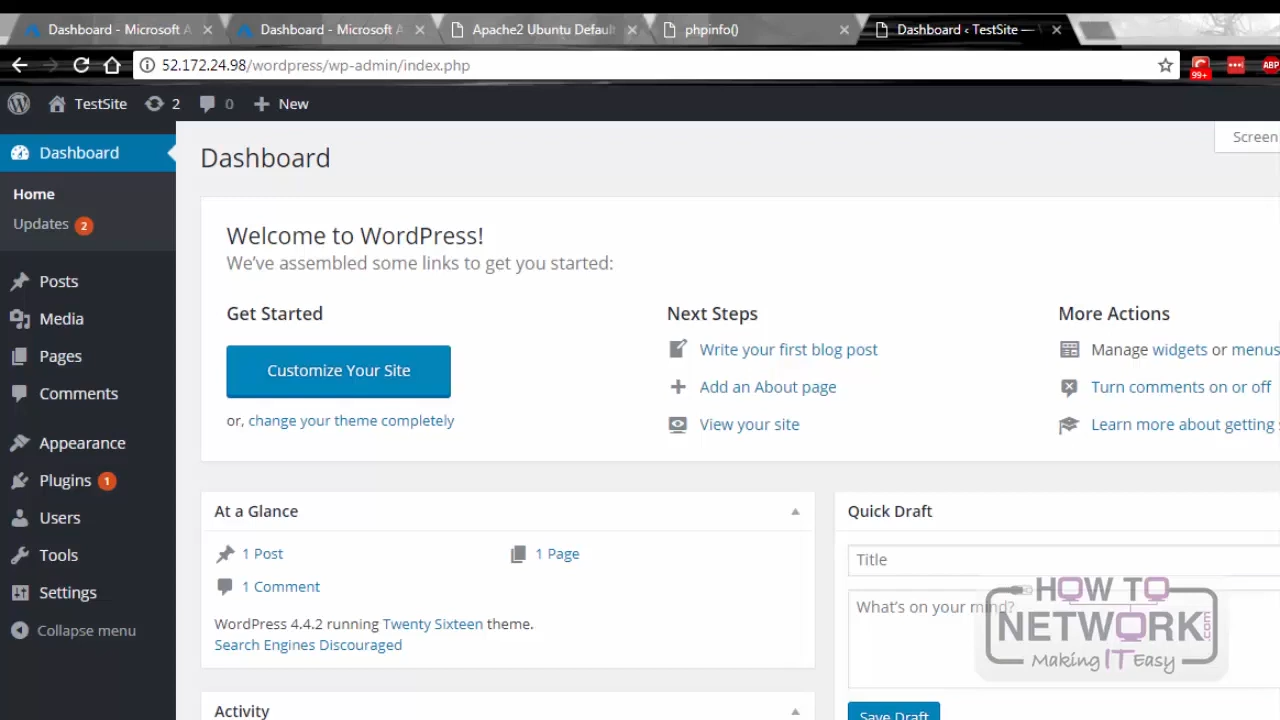 Dashboard - Microsoft A
Dashboard - Microsoft A
Apache2 Ubuntu Default
phpinfo()
Dashboard ‹ TestSite —
52.172.24.98/wordpress/wp-admin/index.php
99+
ABP
TestSite
2
0
New
Screen
Dashboard
Home
Updates 2
Posts
Media
Pages
Comments
Appearance
Plugins 1
Users
Tools
Settings
Collapse menu
Dashboard
Welcome to WordPress!
We've assembled some links to get you started:
Get Started
Customize Your Site
or, change your theme completely
Next Steps
Write your first blog post
Add an About page
View your site
More Actions
Manage widgets or menus
Turn comments on or off
Learn more about getting
At a Glance
1 Post
1 Page
1 Comment
WordPress 4.4.2 running Twenty Sixteen theme.
Search Engines Discouraged
Activity
Quick Draft
Title
What's on your mind?
Save Draft
HOW TO
NETWORK.com
Making IT Easy